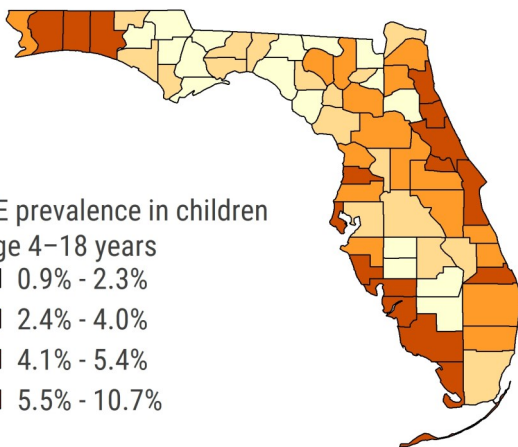 E prevalence in children
ge 4–18 years
0.9% - 2.3%
2.4% - 4.0%
4.1% - 5.4%
5.5% - 10.7%